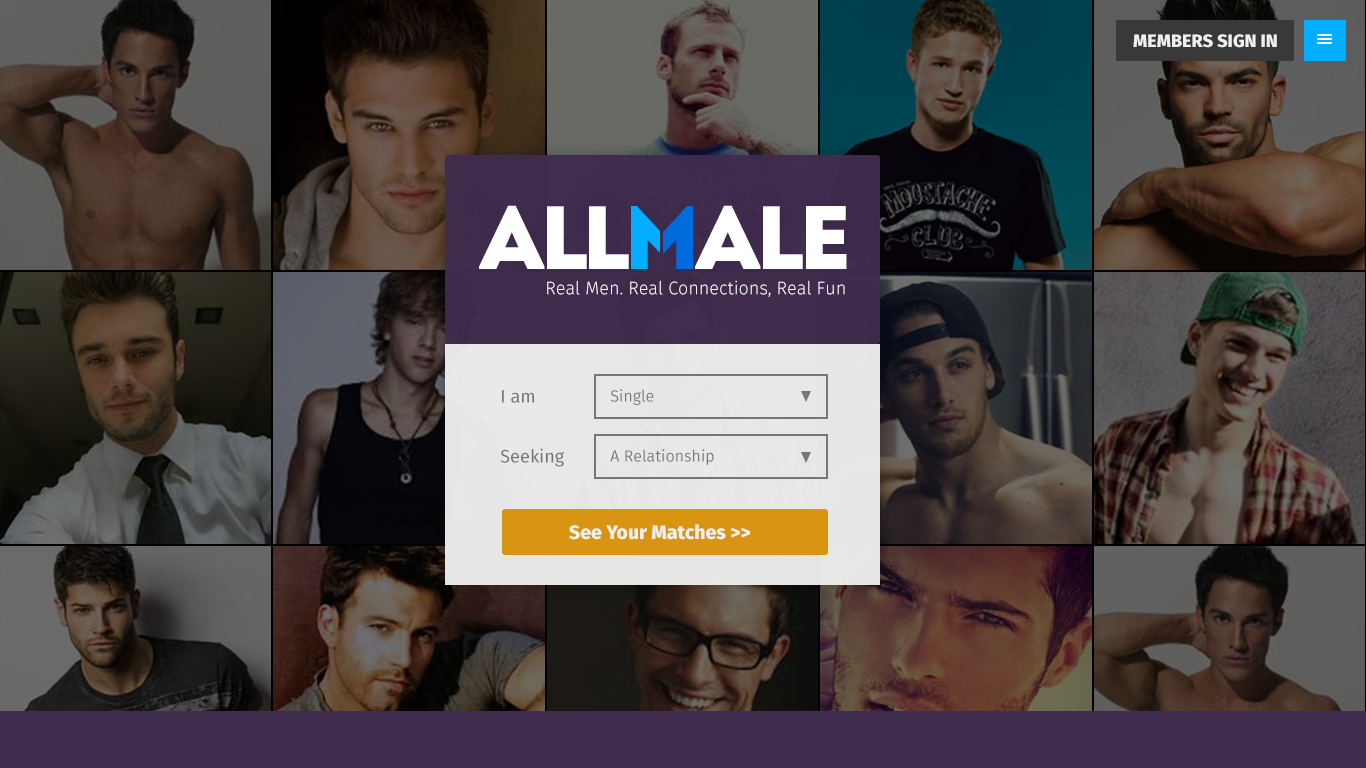 MEMBERS SIGN IN
MOUSTACHE
CLUB
ALLMALE
Real Men. Real Connections, Real Fun
I am
Single
Seeking
A Relationship
See Your Matches >>